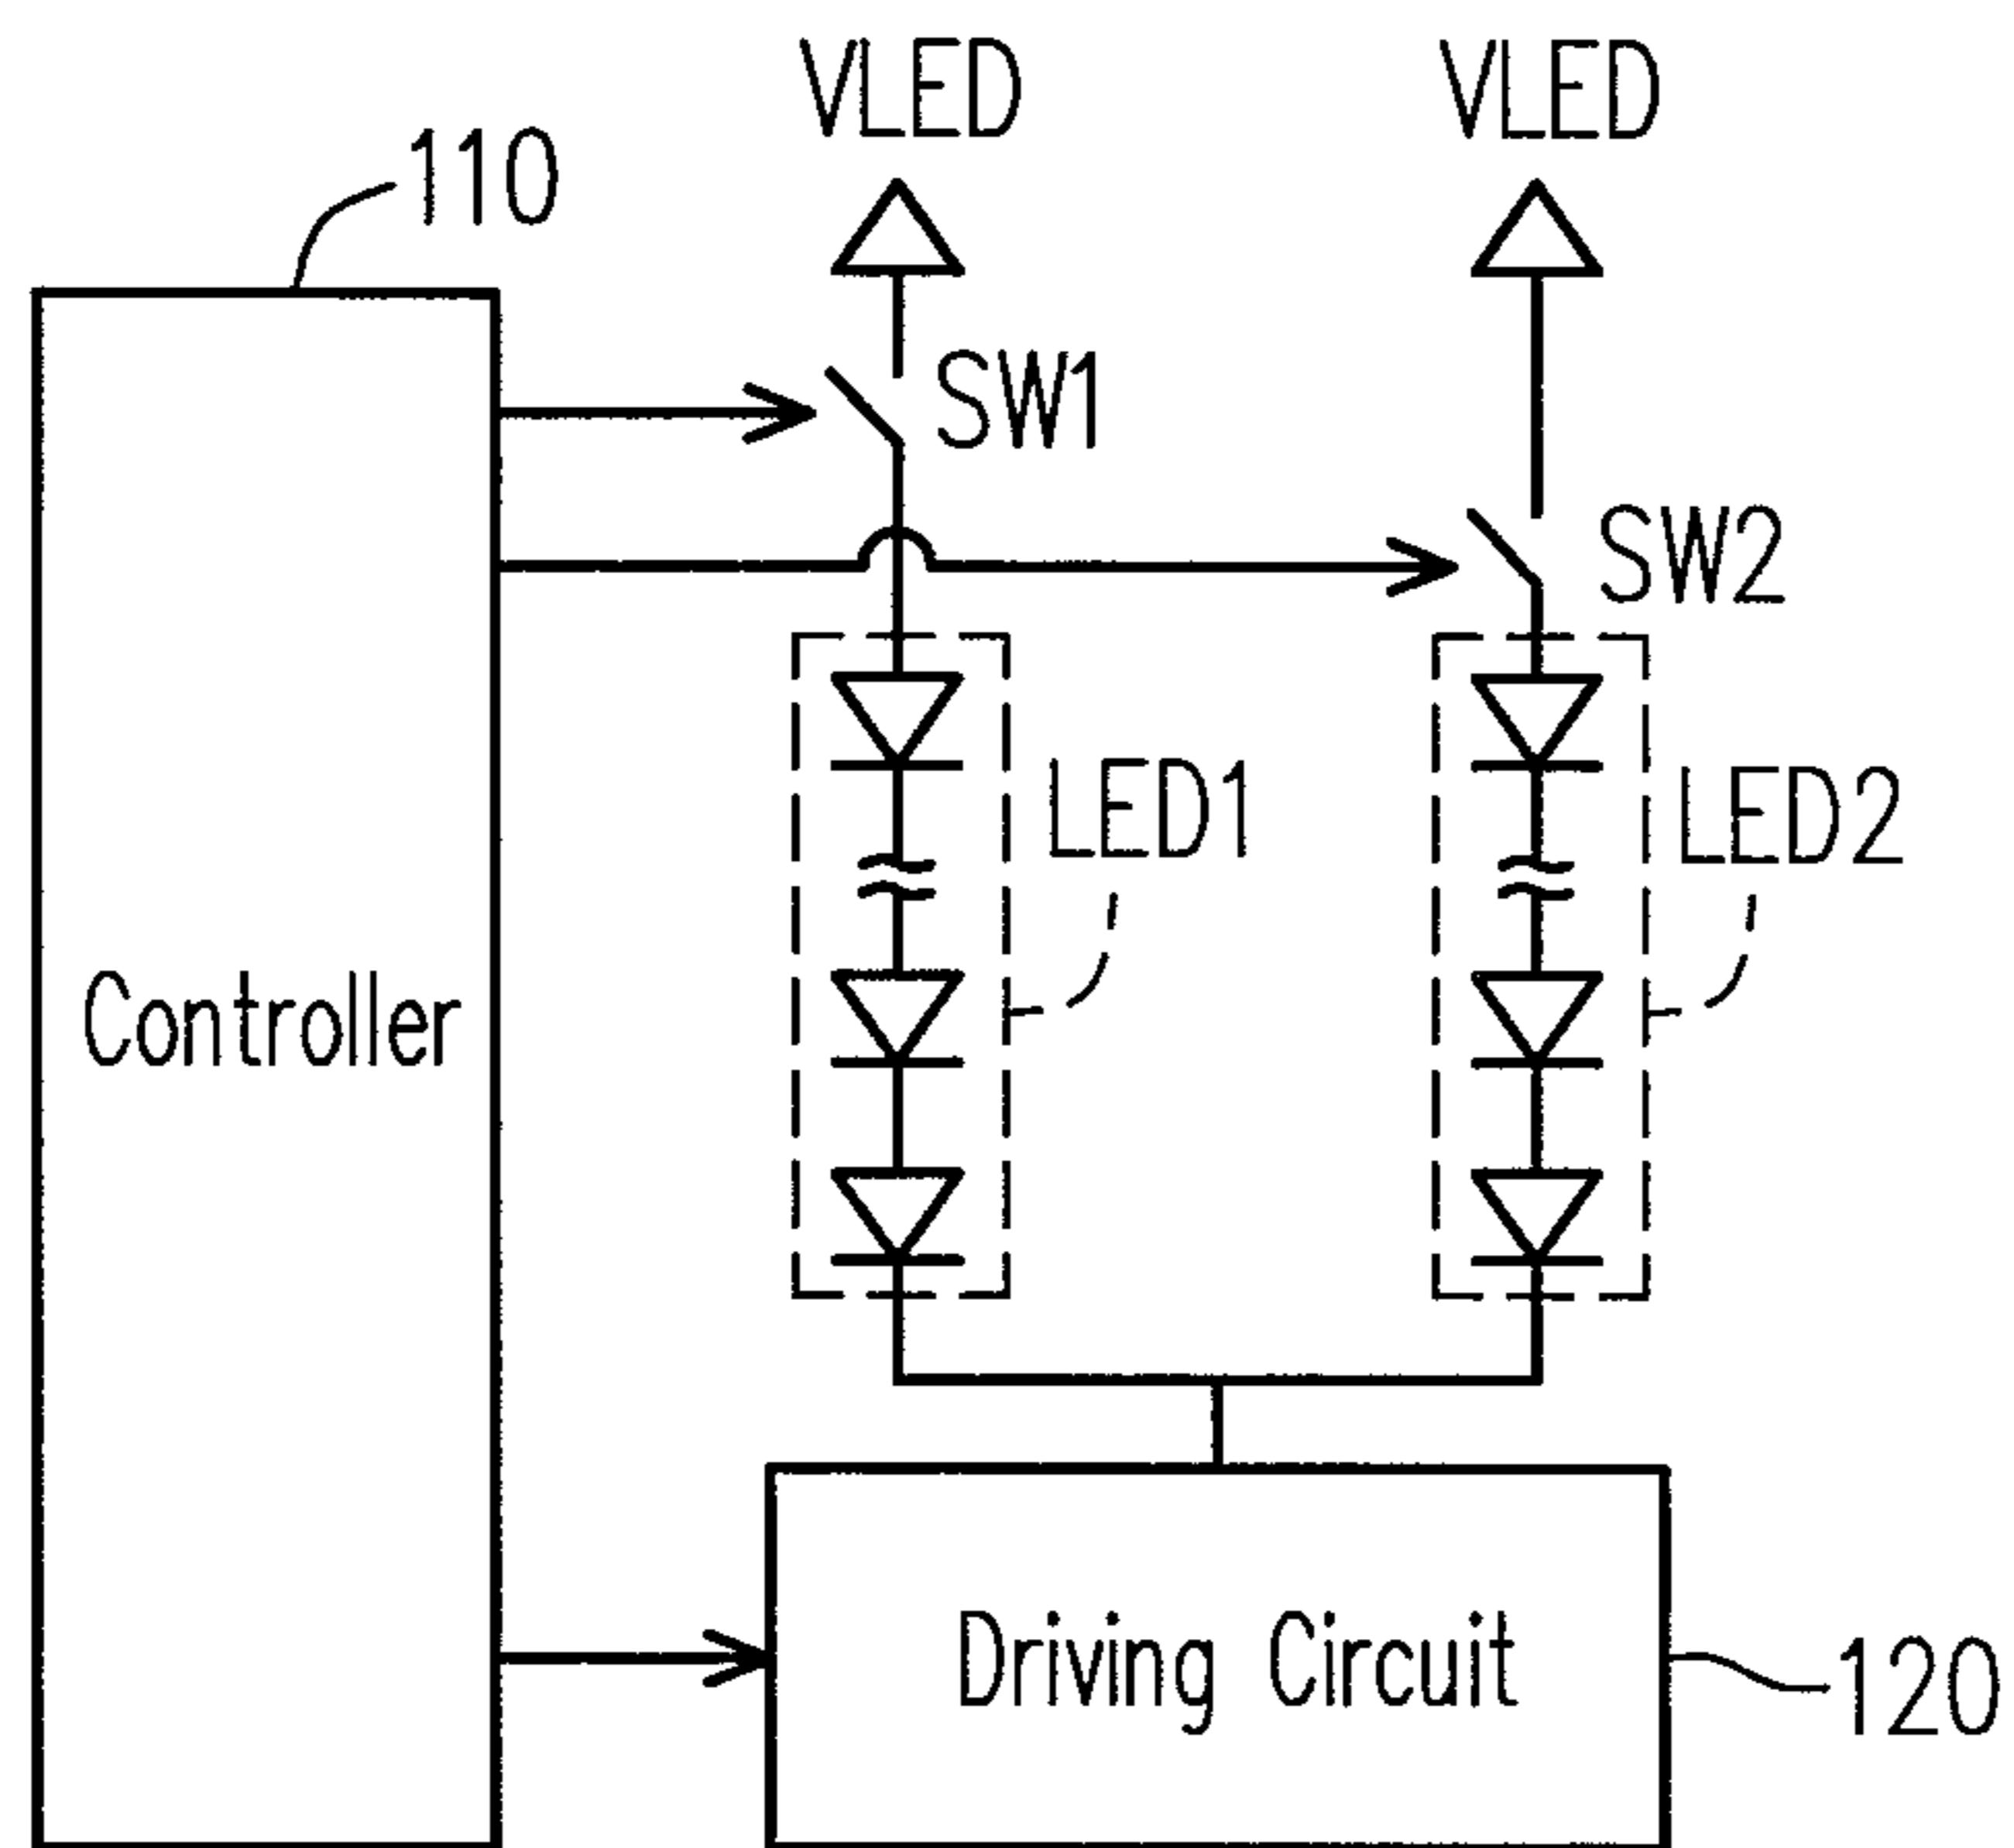 VLED VLED
110
SW1
SW2
LED1
LED2
Controller
Driving Circuit
120